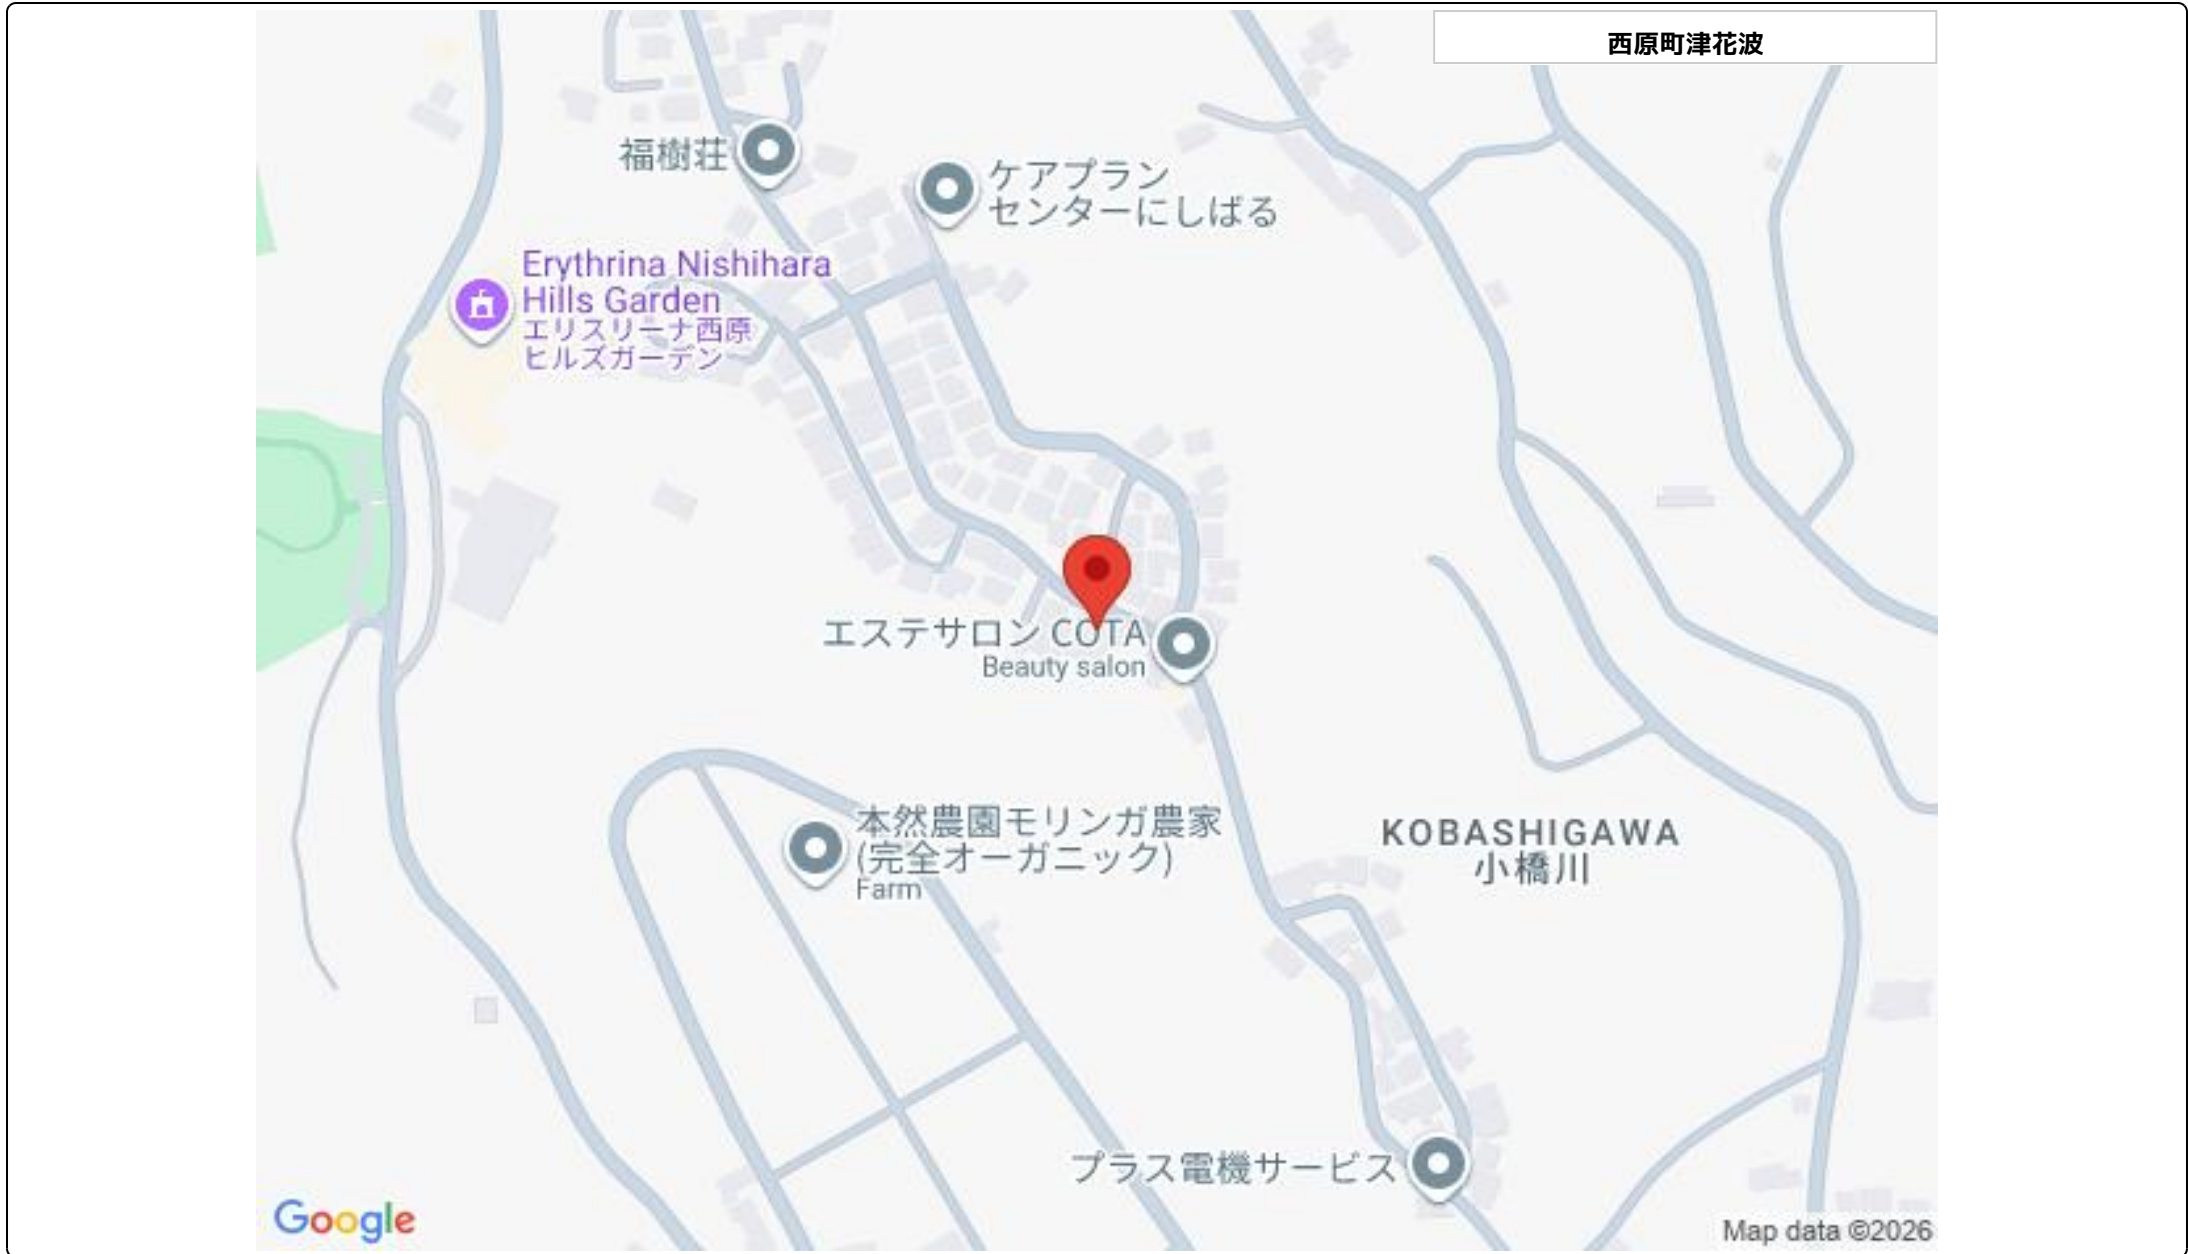 西原町津花波
福樹荘
ケアプラン
センターにしばる
Erythrina Nishihara
Hills Garden
エリスリーナ西原
ヒルズガーデン
エステサロン COTA
Beauty salon
本然農園モリンガ農家
(完全オーガニック)
Farm
KOBASHIGAWA
小橋川
プラス電機サービス
Google
Map data ©2026